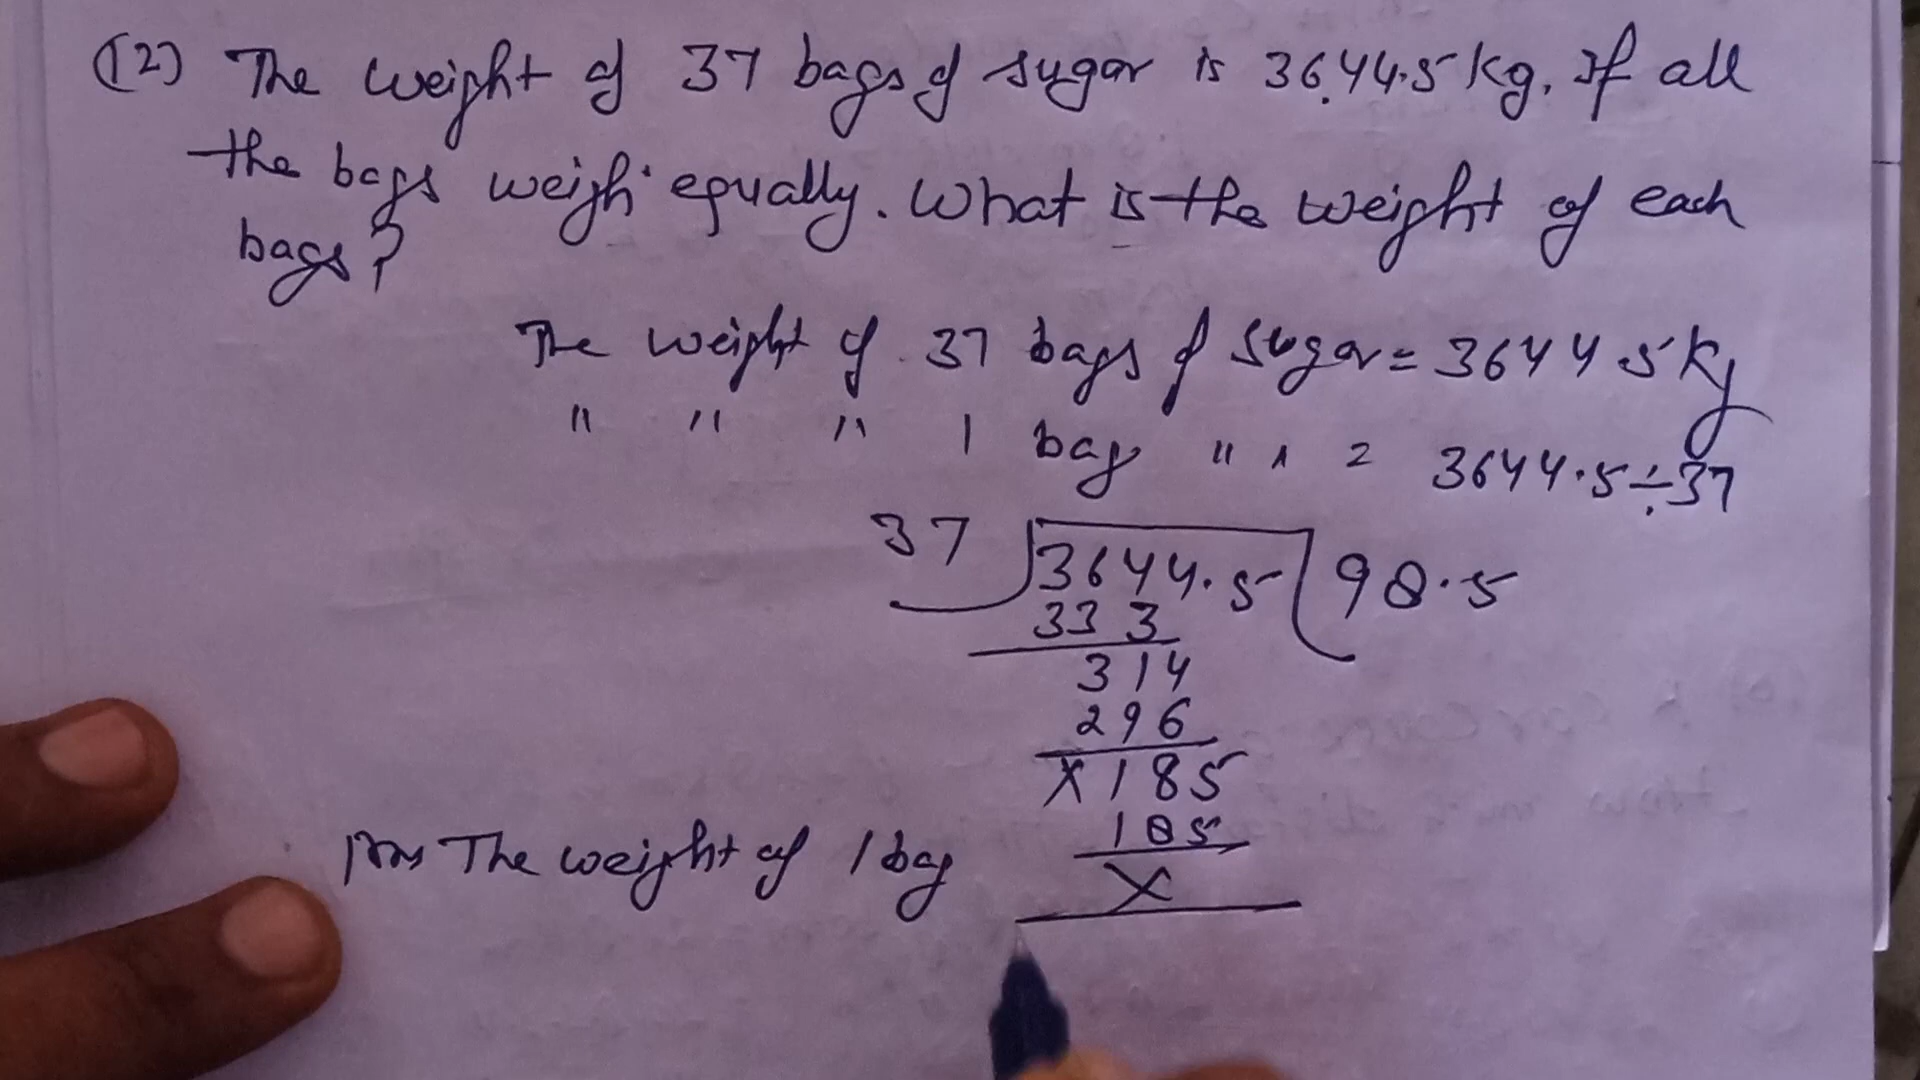 (12) The weight of 37 bags of sugar is 3644.5 kg. If all
the bags weigh equally. What is the weight of each
bags?
The weight of 37 bags of sugar = 3644.5 kg
" " " 1 bag " " = 3644.5 ÷ 37
37 3644.5 98.5
333
314
296
x185
185
x
Ans The weight of 1 bag